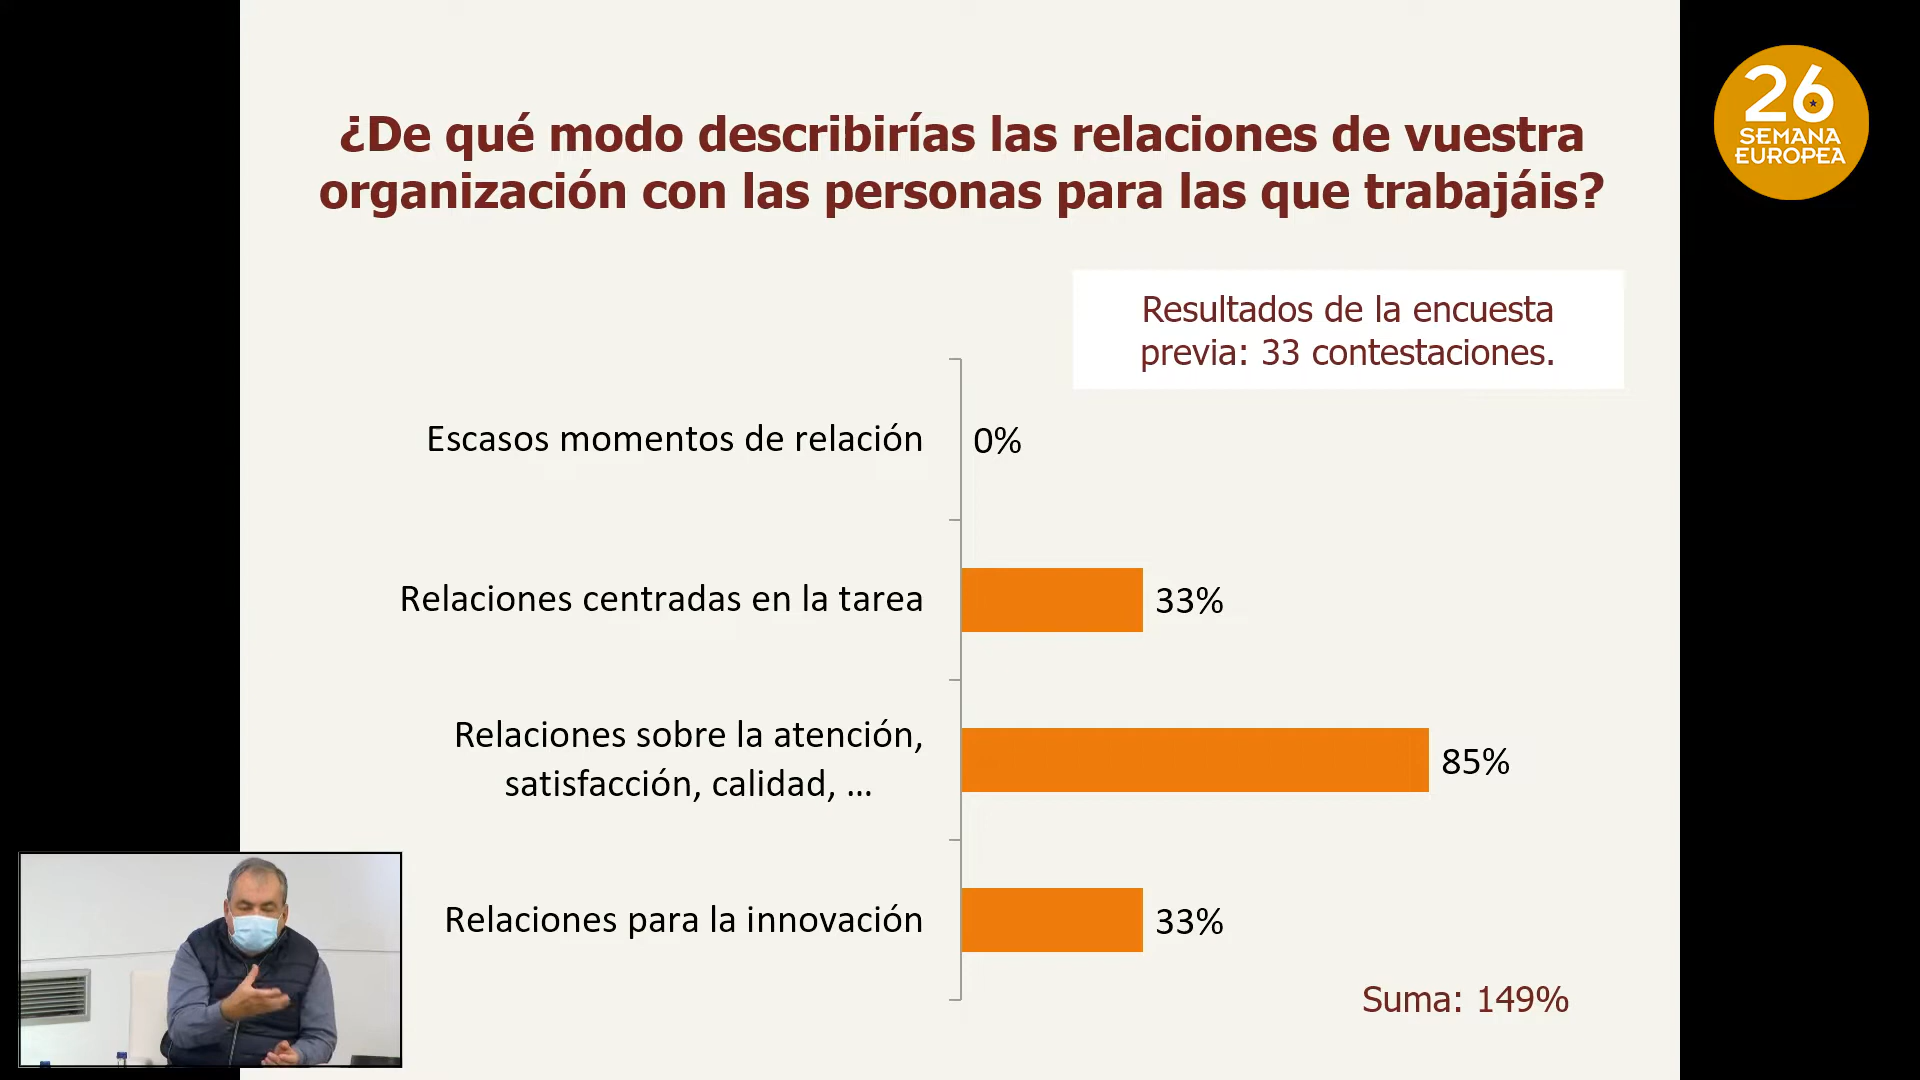 26
SEMANA
EUROPEA
¿De qué modo describirías las relaciones de vuestra
organización con las personas para las que trabajáis?
Resultados de la encuesta
previa: 33 contestaciones.
Escasos momentos de relación 0%
Relaciones centradas en la tarea 33%
Relaciones sobre la atención,
satisfacción, calidad, ... 85%
Relaciones para la innovación 33%
Suma: 149%